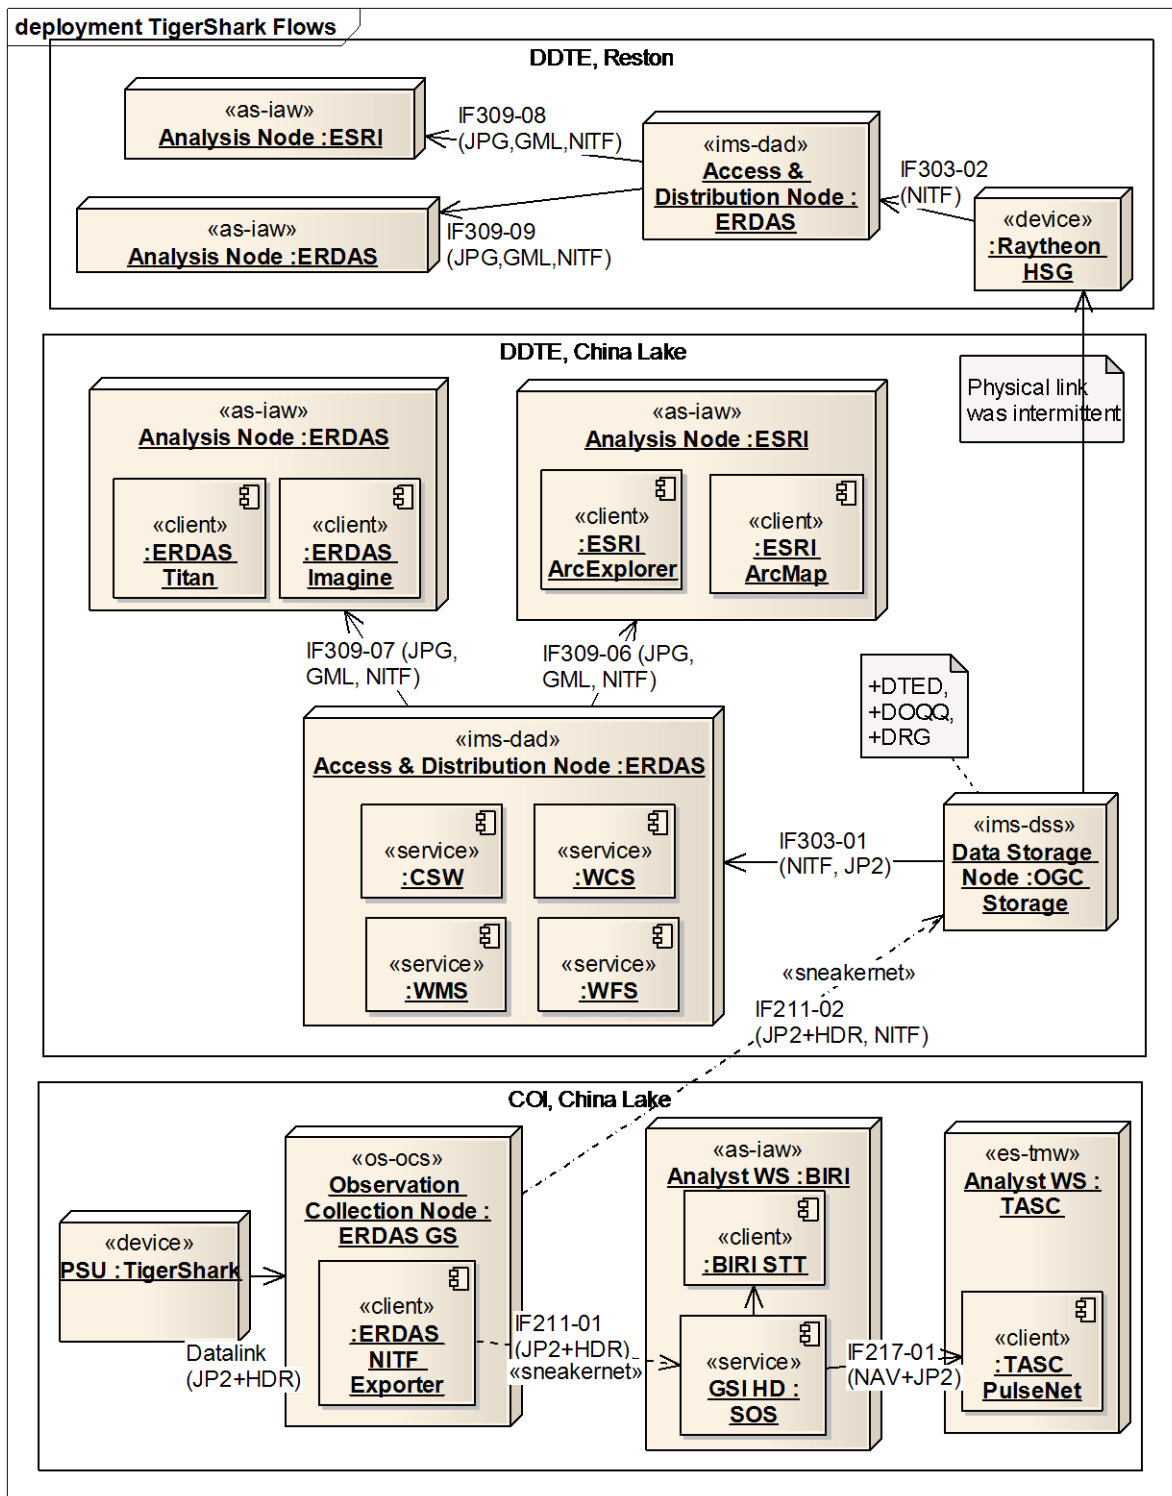 deployment TigerShark Flows
DDTE, Reston
«as-iaw»
Analysis Node :ESRI
IF309-08
(JPG,GML,NITF)
«ims-dad»
Access &
Distribution Node :
ERDAS
IF303-02
(NITF)
«device»
:Raytheon
HSG
«as-iaw»
Analysis Node :ERDAS
IF309-09
(JPG,GML,NITF)
DDTE, China Lake
Physical link
was intermittent
«as-iaw»
Analysis Node :ERDAS
«client»
:ERDAS
Titan
«client»
:ERDAS
Imagine
«as-iaw»
Analysis Node :ESRI
«client»
:ESRI
ArcExplorer
«client»
:ESRI
ArcMap
IF309-07 (JPG,
GML, NITF)
IF309-06 (JPG,
GML, NITF)
+DTED,
+DOQQ,
+DRG
«ims-dad»
Access & Distribution Node :ERDAS
«service»
:CSW
«service»
:WCS
«service»
:WMS
«service»
:WFS
IF303-01
(NITF, JP2)
«ims-dss»
Data Storage
Node :OGC
Storage
«sneakernet»
IF211-02
(JP2+HDR, NITF)
COI, China Lake
«device»
PSU :TigerShark
Datalink
(JP2+HDR)
«os-ocs»
Observation
Collection Node :
ERDAS GS
«client»
:ERDAS
NITF
Exporter
IF211-01
(JP2+HDR)
«sneakernet»
«as-iaw»
Analyst WS :BIRI
«client»
:BIRI STT
«service»
GSI HD :
SOS
IF217-01
(NAV+JP2)
«es-tmw»
Analyst WS :
TASC
«client»
:TASC
PulseNet